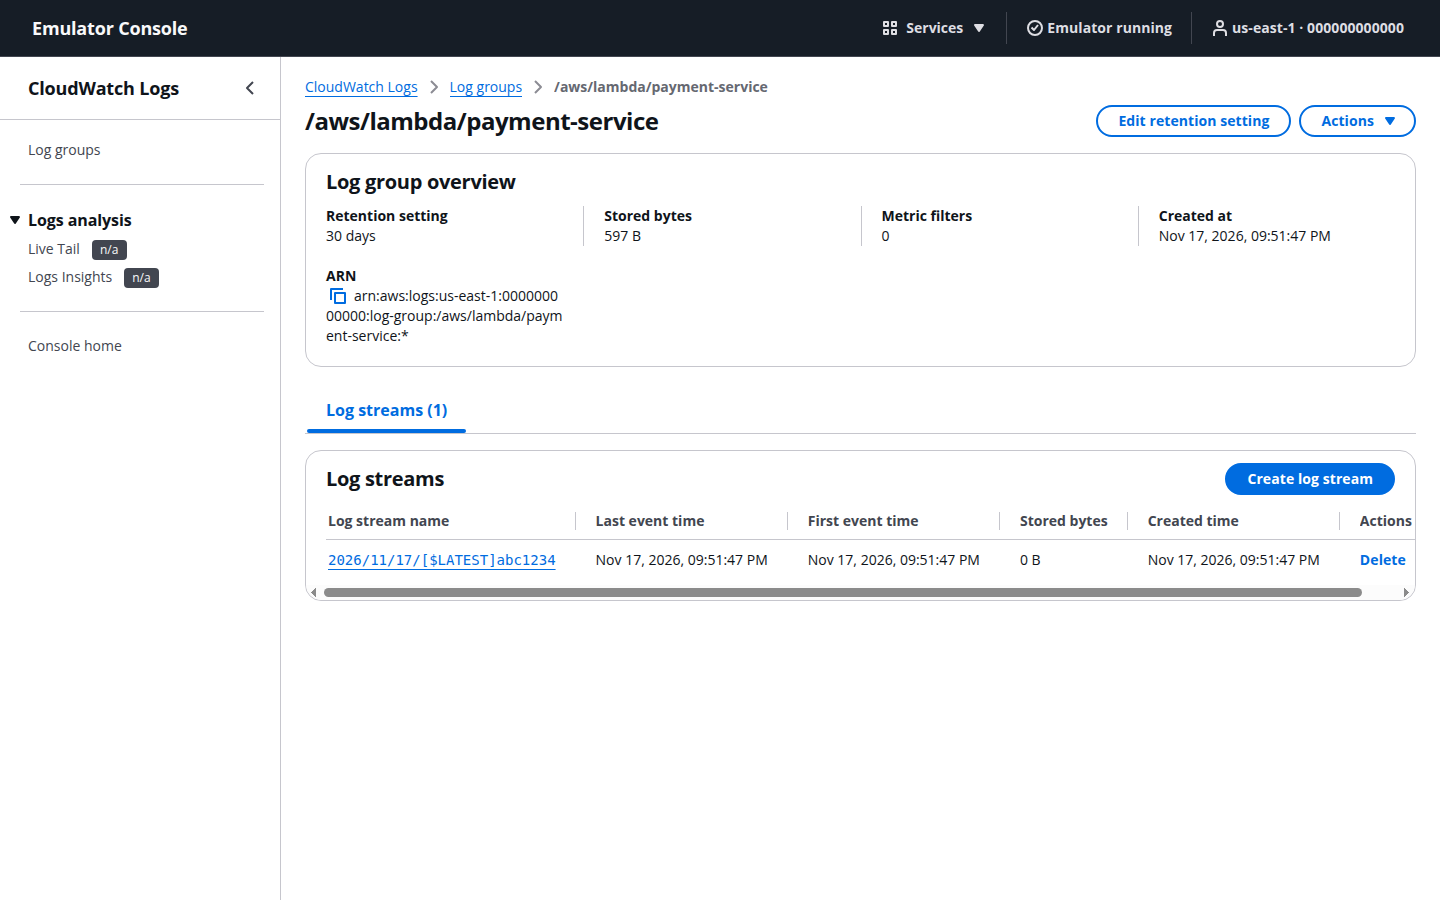 Emulator Console
Services
Emulator running
us-east-1 · 000000000000
CloudWatch Logs
Log groups
Logs analysis
Live Tail n/a
Logs Insights n/a
Console home
CloudWatch Logs > Log groups > /aws/lambda/payment-service
/aws/lambda/payment-service
Edit retention setting
Actions
Log group overview
Retention setting
30 days
Stored bytes
597 B
Metric filters
0
Created at
Nov 17, 2026, 09:51:47 PM
ARN
arn:aws:logs:us-east-1:0000000
00000:log-group:/aws/lambda/paym
ent-service:*
Log streams (1)
Log streams
Create log stream
Log stream name Last event time First event time Stored bytes Created time Actions
2026/11/17/[$LATEST]abc1234 Nov 17, 2026, 09:51:47 PM Nov 17, 2026, 09:51:47 PM 0 B Nov 17, 2026, 09:51:47 PM Delete